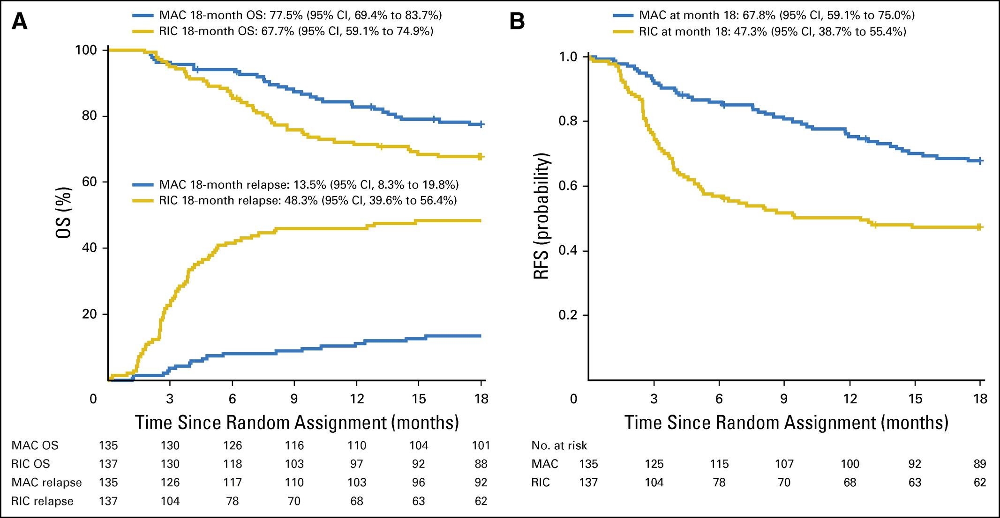 A
MAC 18-month OS: 77.5% (95% CI, 69.4% to 83.7%)
RIC 18-month OS: 67.7% (95% CI, 59.1% to 74.9%)
100
80
60
40
20
0
OS (%)
MAC 18-month relapse: 13.5% (95% CI, 8.3% to 19.8%)
RIC 18-month relapse: 48.3% (95% CI, 39.6% to 56.4%)
3 6 9 12 15 18
Time Since Random Assignment (months)
MAC OS 135 130 126 116 110 104 101
RIC OS 137 130 118 103 97 92 88
MAC relapse 135 126 117 110 103 96 92
RIC relapse 137 104 78 70 68 63 62
B
MAC at month 18: 67.8% (95% CI, 59.1% to 75.0%)
RIC at month 18: 47.3% (95% CI, 38.7% to 55.4%)
1.0
0.8
0.6
0.4
0.2
0
RFS (probability)
3 6 9 12 15 18
Time Since Random Assignment (months)
No. at risk
MAC 135 125 115 107 100 92 89
RIC 137 104 78 70 68 63 62